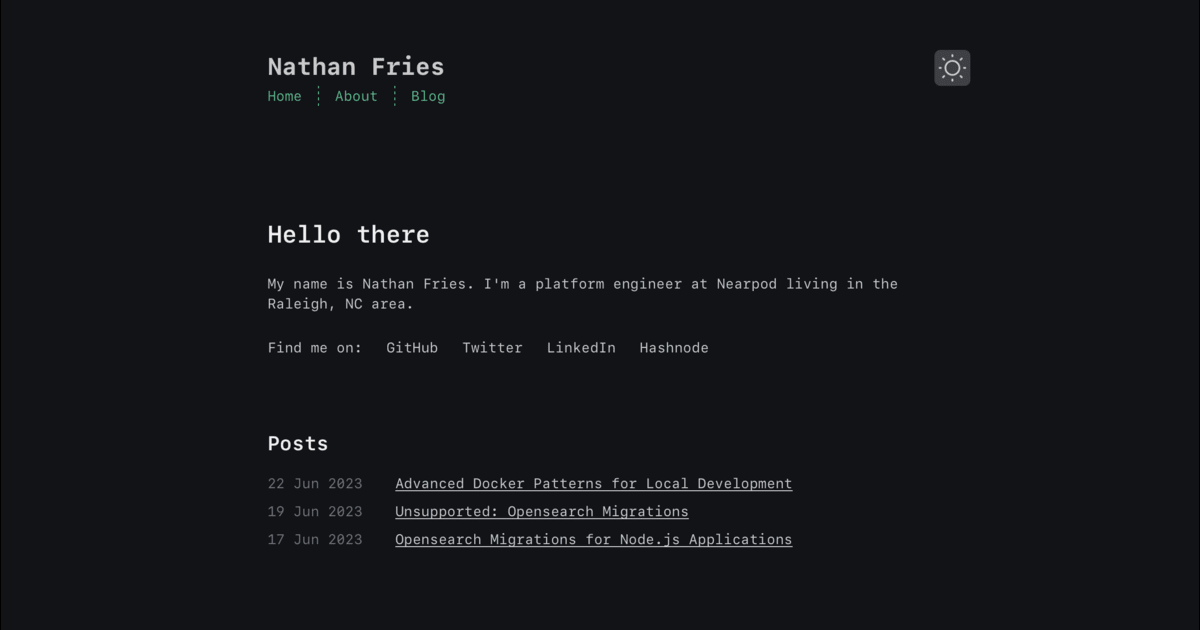 Nathan Fries
Home About Blog
Hello there
My name is Nathan Fries. I'm a platform engineer at Nearpod living in the
Raleigh, NC area.
Find me on: GitHub Twitter LinkedIn Hashnode
Posts
22 Jun 2023 Advanced Docker Patterns for Local Development
19 Jun 2023 Unsupported: Opensearch Migrations
17 Jun 2023 Opensearch Migrations for Node.js Applications